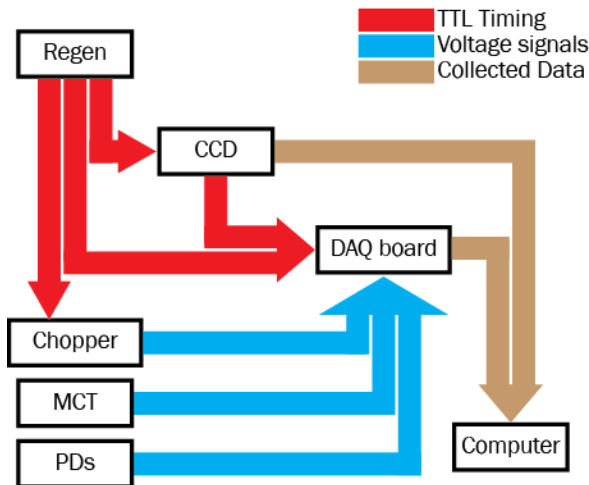 TTL Timing
Regen
Voltage signals
Collected Data
CCD
DAQ board
Chopper
MCT
Computer
PDs